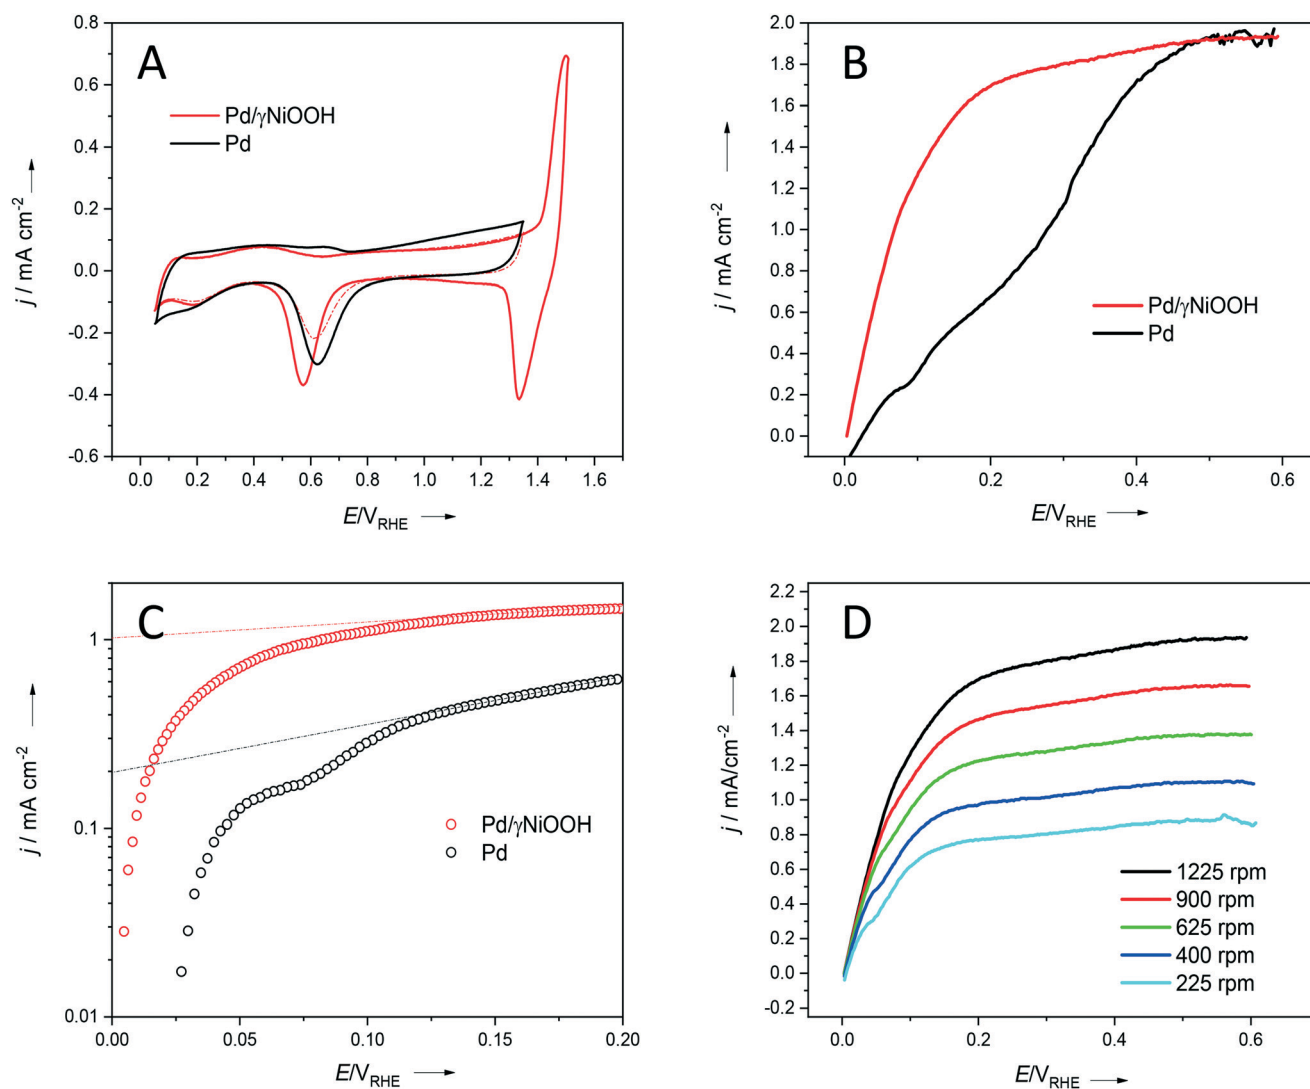 A
Pd/γNiOOH
Pd
0.8
0.6
0.4
0.2
0.0
-0.2
-0.4
-0.6
j / mA cm-2
0.0 0.2 0.4 0.6 0.8 1.0 1.2 1.4 1.6
E/VRHE
B
Pd/γNiOOH
Pd
2.0
1.8
1.6
1.4
1.2
1.0
0.8
0.6
0.4
0.2
0.0
j / mA cm-2
0.0 0.2 0.4 0.6
E/VRHE
C
Pd/γNiOOH
Pd
1
0.1
0.01
j / mA cm-2
0.00 0.05 0.10 0.15 0.20
E/VRHE
D
2.2
2.0
1.8
1.6
1.4
1.2
1.0
0.8
0.6
0.4
0.2
0.0
-0.2
j / mA/cm-2
1225 rpm
900 rpm
625 rpm
400 rpm
225 rpm
0.0 0.2 0.4 0.6
E/VRHE